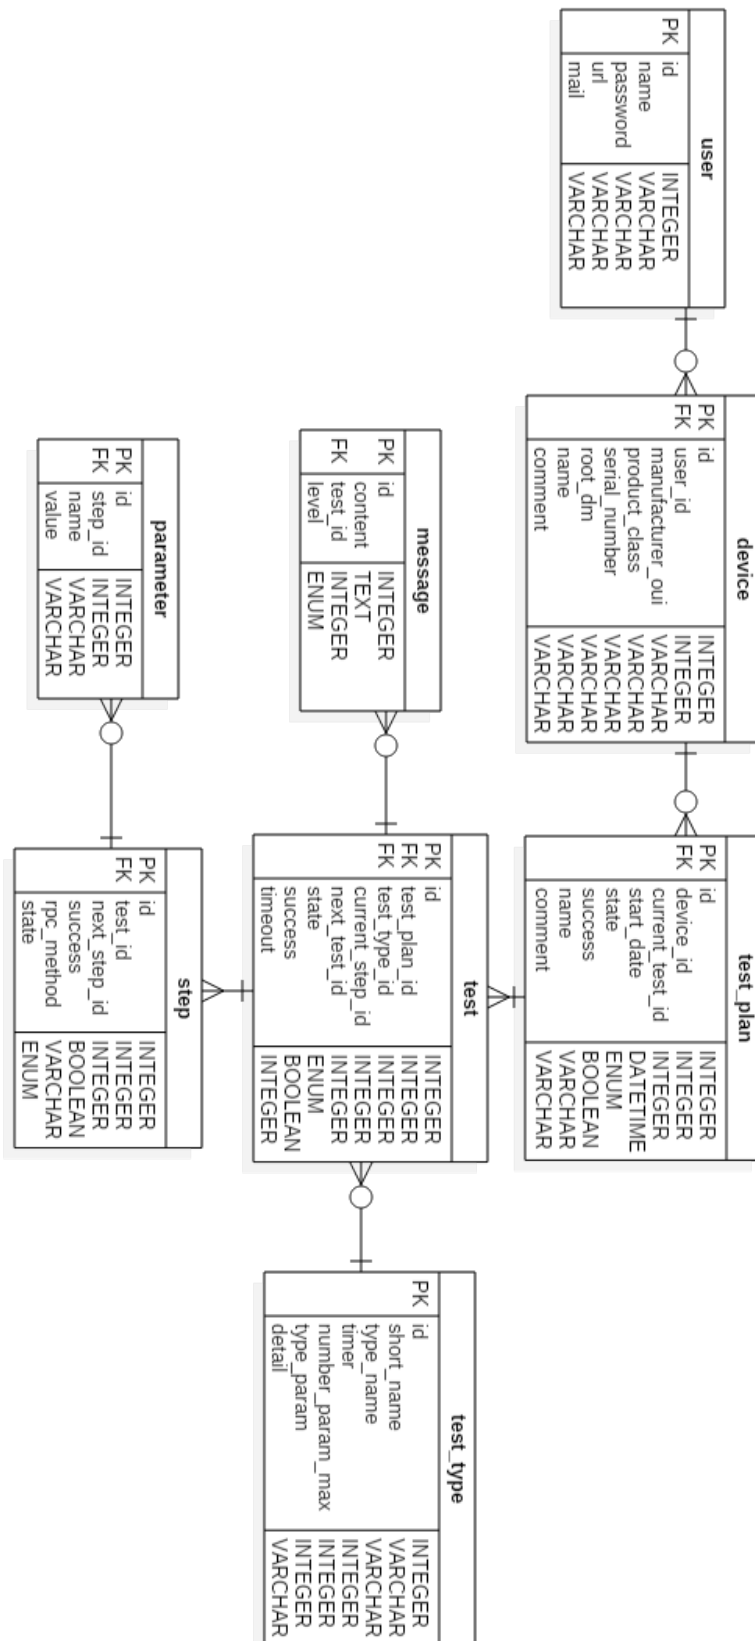 user
PK id INTEGER
name VARCHAR
password VARCHAR
url VARCHAR
mail VARCHAR
device
PK id INTEGER
FK user_id INTEGER
manufacturer_oui VARCHAR
product_class VARCHAR
serial_number VARCHAR
root_dm VARCHAR
name VARCHAR
comment VARCHAR
test_plan
PK id INTEGER
FK device_id INTEGER
current_test_id INTEGER
start_date DATETIME
state ENUM
success BOOLEAN
name VARCHAR
comment VARCHAR
message
PK id INTEGER
content TEXT
FK test_id INTEGER
level ENUM
test
PK id INTEGER
FK test_plan_id INTEGER
FK test_type_id INTEGER
current_step_id INTEGER
next_test_id INTEGER
state ENUM
success BOOLEAN
timeout INTEGER
test_type
PK id INTEGER
short_name VARCHAR
type_name VARCHAR
timer INTEGER
number_param_max INTEGER
type_param INTEGER
detail VARCHAR
parameter
PK id INTEGER
FK step_id INTEGER
name VARCHAR
value VARCHAR
step
PK id INTEGER
FK test_id INTEGER
next_step_id INTEGER
success BOOLEAN
rpc_method VARCHAR
state ENUM